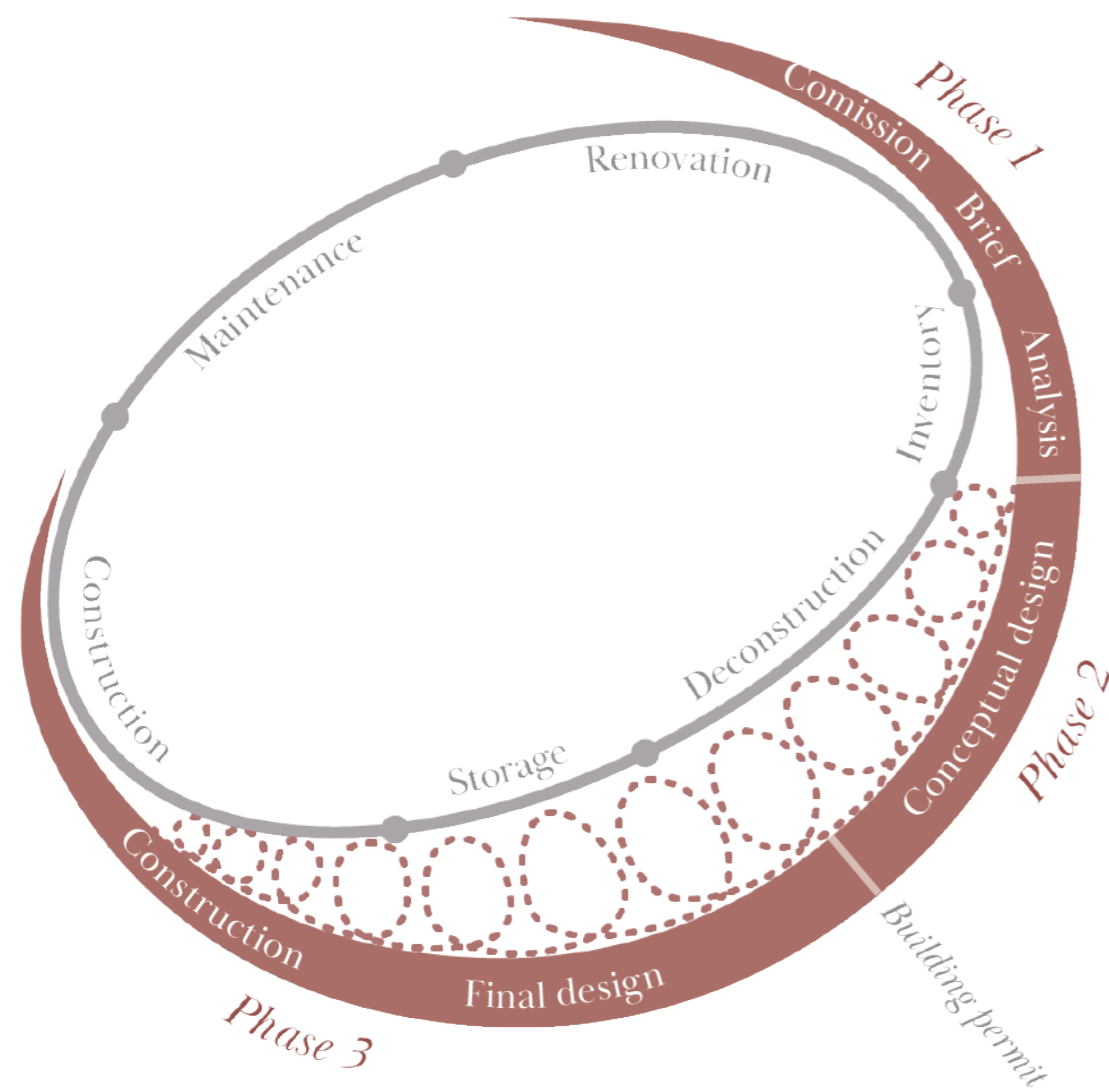 Phase 1
Comission
Brief
Analysis
Renovation
Maintenance
Inventory
Deconstruction
Storage
Construction
Conceptual design
Phase 2
Building permit
Final design
Construction
Phase 3